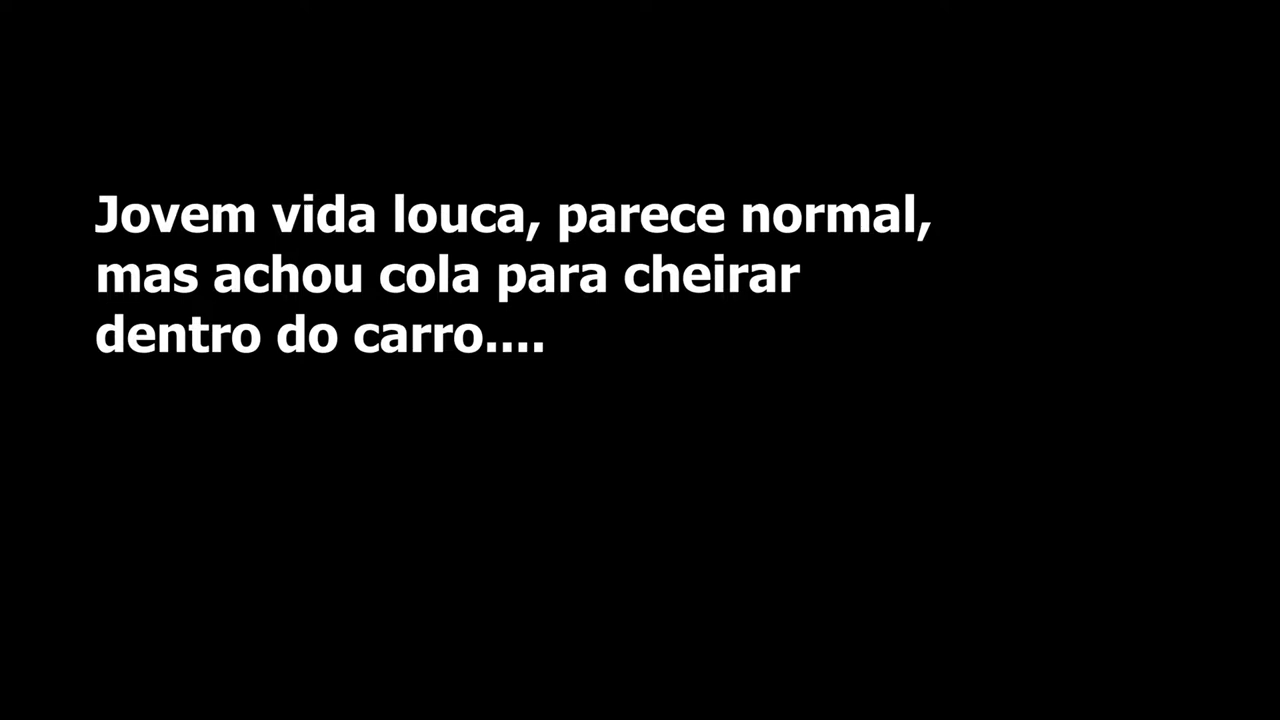 Jovem vida louca, parece normal,
mas achou cola para cheirar
dentro do carro....